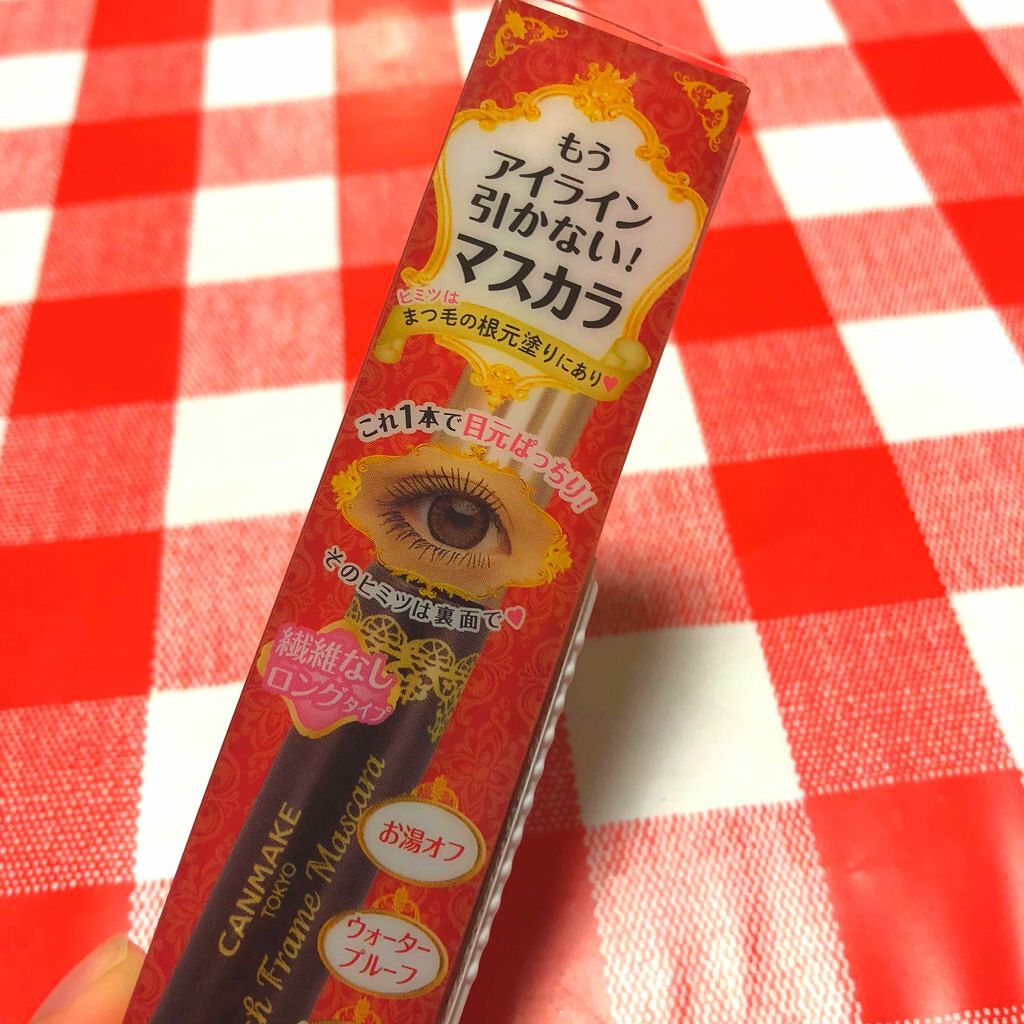 もう
アイライン
引かない!
マスカラ
ヒミツは
まつ毛の根元塗りにあり♥
これ1本で目元ぱっちり!
そのヒミツは裏面で♥
繊維なし
ロングタイプ
CANMAKE
TOKYO
Frame Mascara
お湯オフ
ウォーター
プルーフ